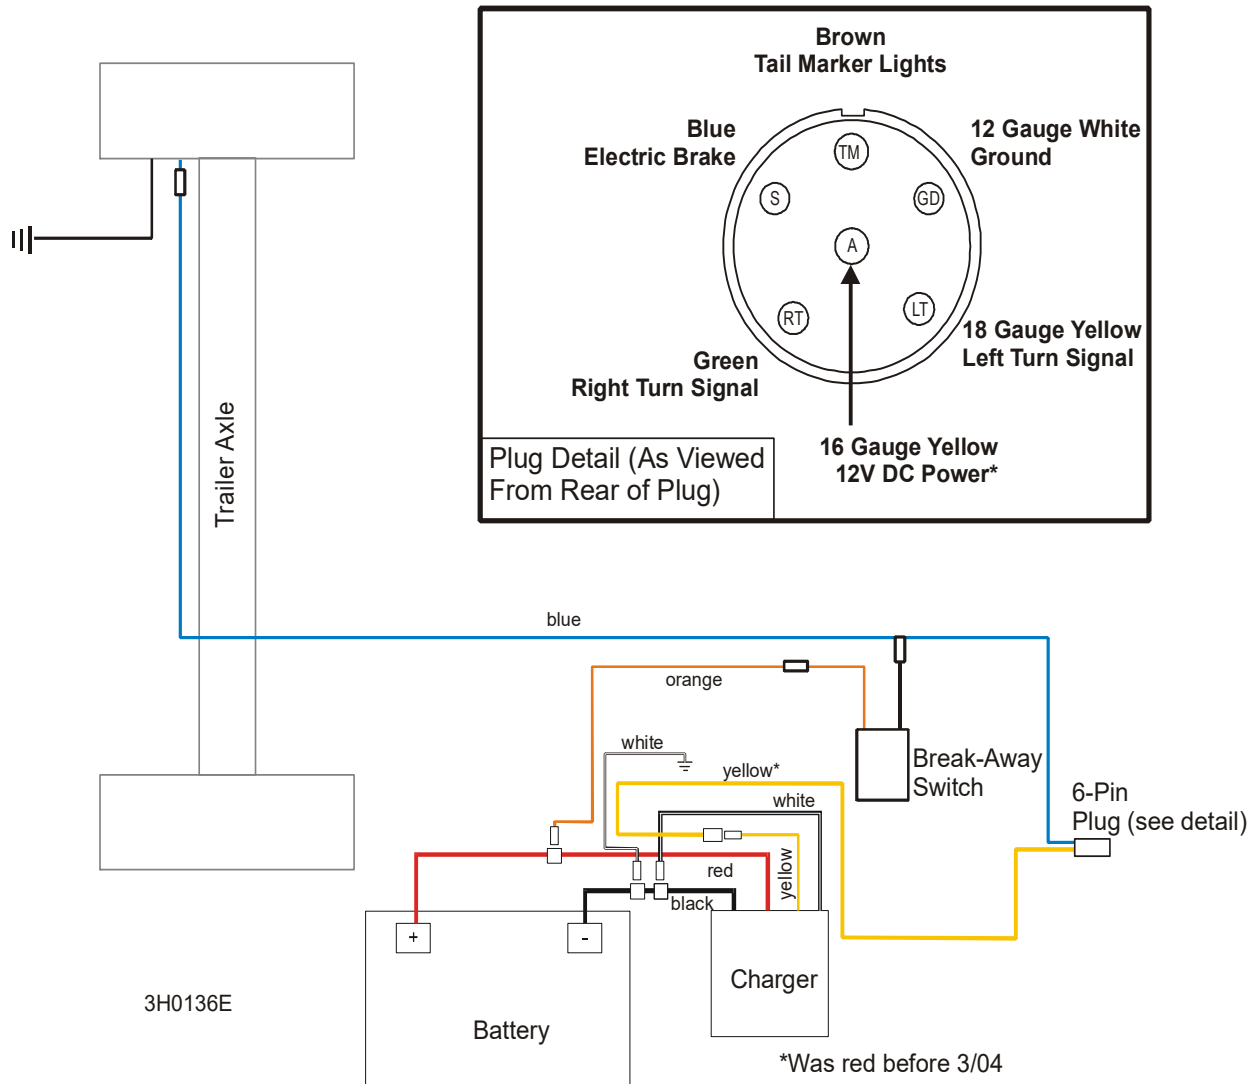 Brown
Tail Marker Lights
Blue
Electric Brake
12 Gauge White
Ground
TM
S
GD
A
RT
LT
18 Gauge Yellow
Left Turn Signal
Green
Right Turn Signal
16 Gauge Yellow
12V DC Power*
Plug Detail (As Viewed
From Rear of Plug)
Trailer Axle
blue
orange
white
yellow*
white
Break-Away
Switch
6-Pin
Plug (see detail)
red
yellow
black
+
-
Charger
3H0136E
Battery
*Was red before 3/04